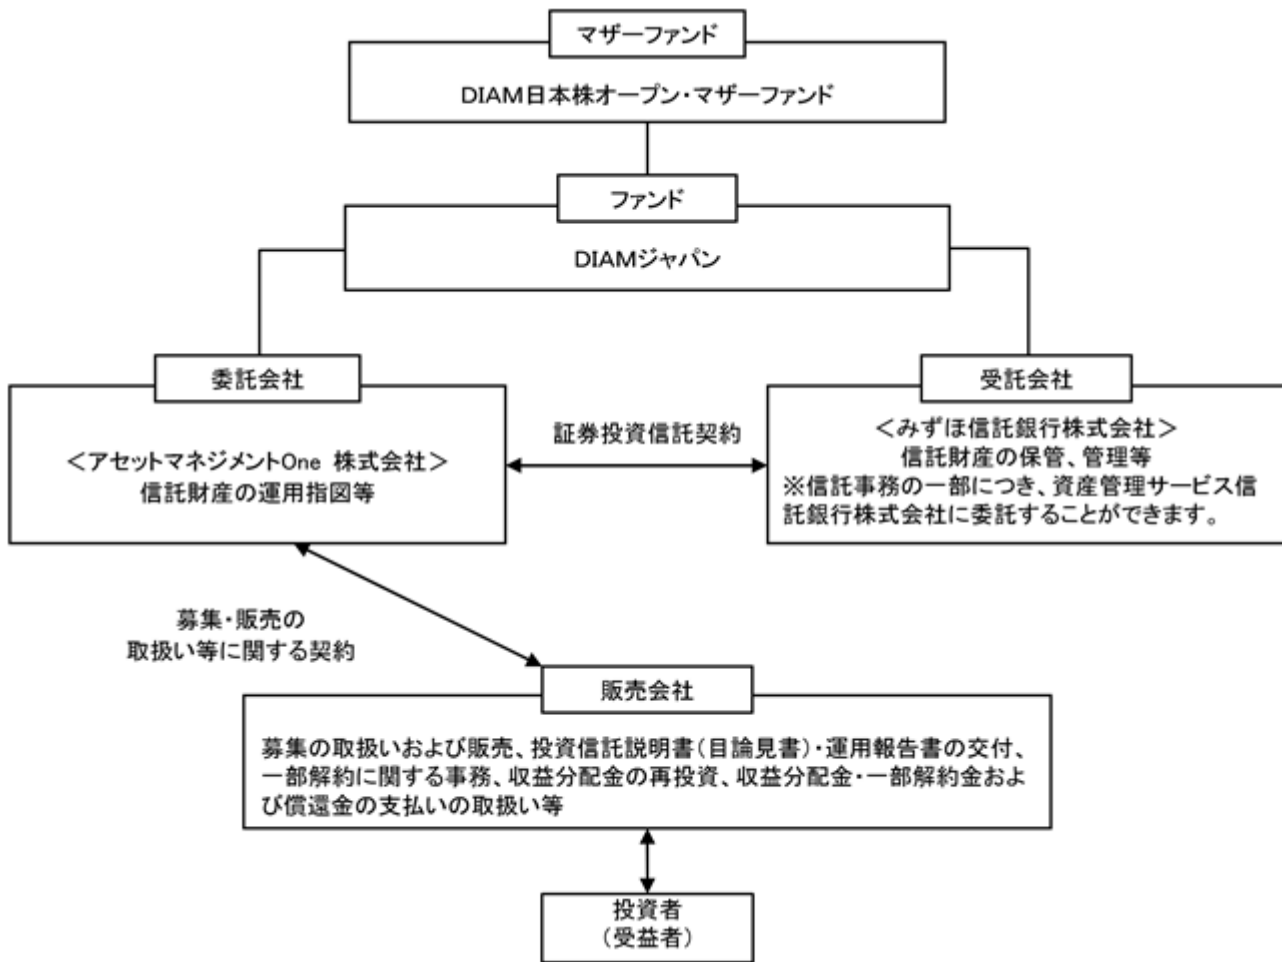 マザーファンド
DIAM日本株オープン・マザーファンド
ファンド
DIAMジャパン
委託会社
＜アセットマネジメントOne 株式会社＞
信託財産の運用指図等
証券投資信託契約
受託会社
＜みずほ信託銀行株式会社＞
信託財産の保管、管理等
※信託事務の一部につき、資産管理サービス信
託銀行株式会社に委託することができます。
募集・販売の
取扱い等に関する契約
販売会社
募集の取扱いおよび販売、投資信託説明書（目論見書）・運用報告書の交付、
一部解約に関する事務、収益分配金の再投資、収益分配金・一部解約金およ
び償還金の支払いの取扱い等
投資者
（受益者）